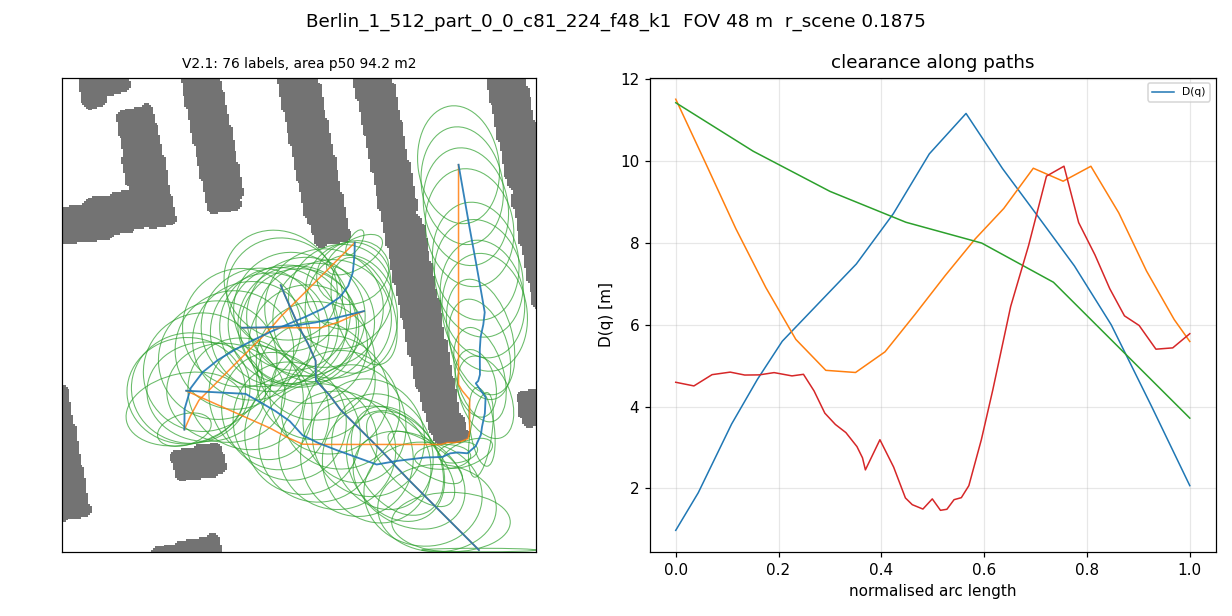 Berlin_1_512_part_0_0_c81_224_f48_k1  FOV 48 m  r_scene 0.1875
V2.1: 76 labels, area p50 94.2 m2
clearance along paths
D(q)
12
10
8
6
4
2
D(q) [m]
0.0 0.2 0.4 0.6 0.8 1.0
normalised arc length